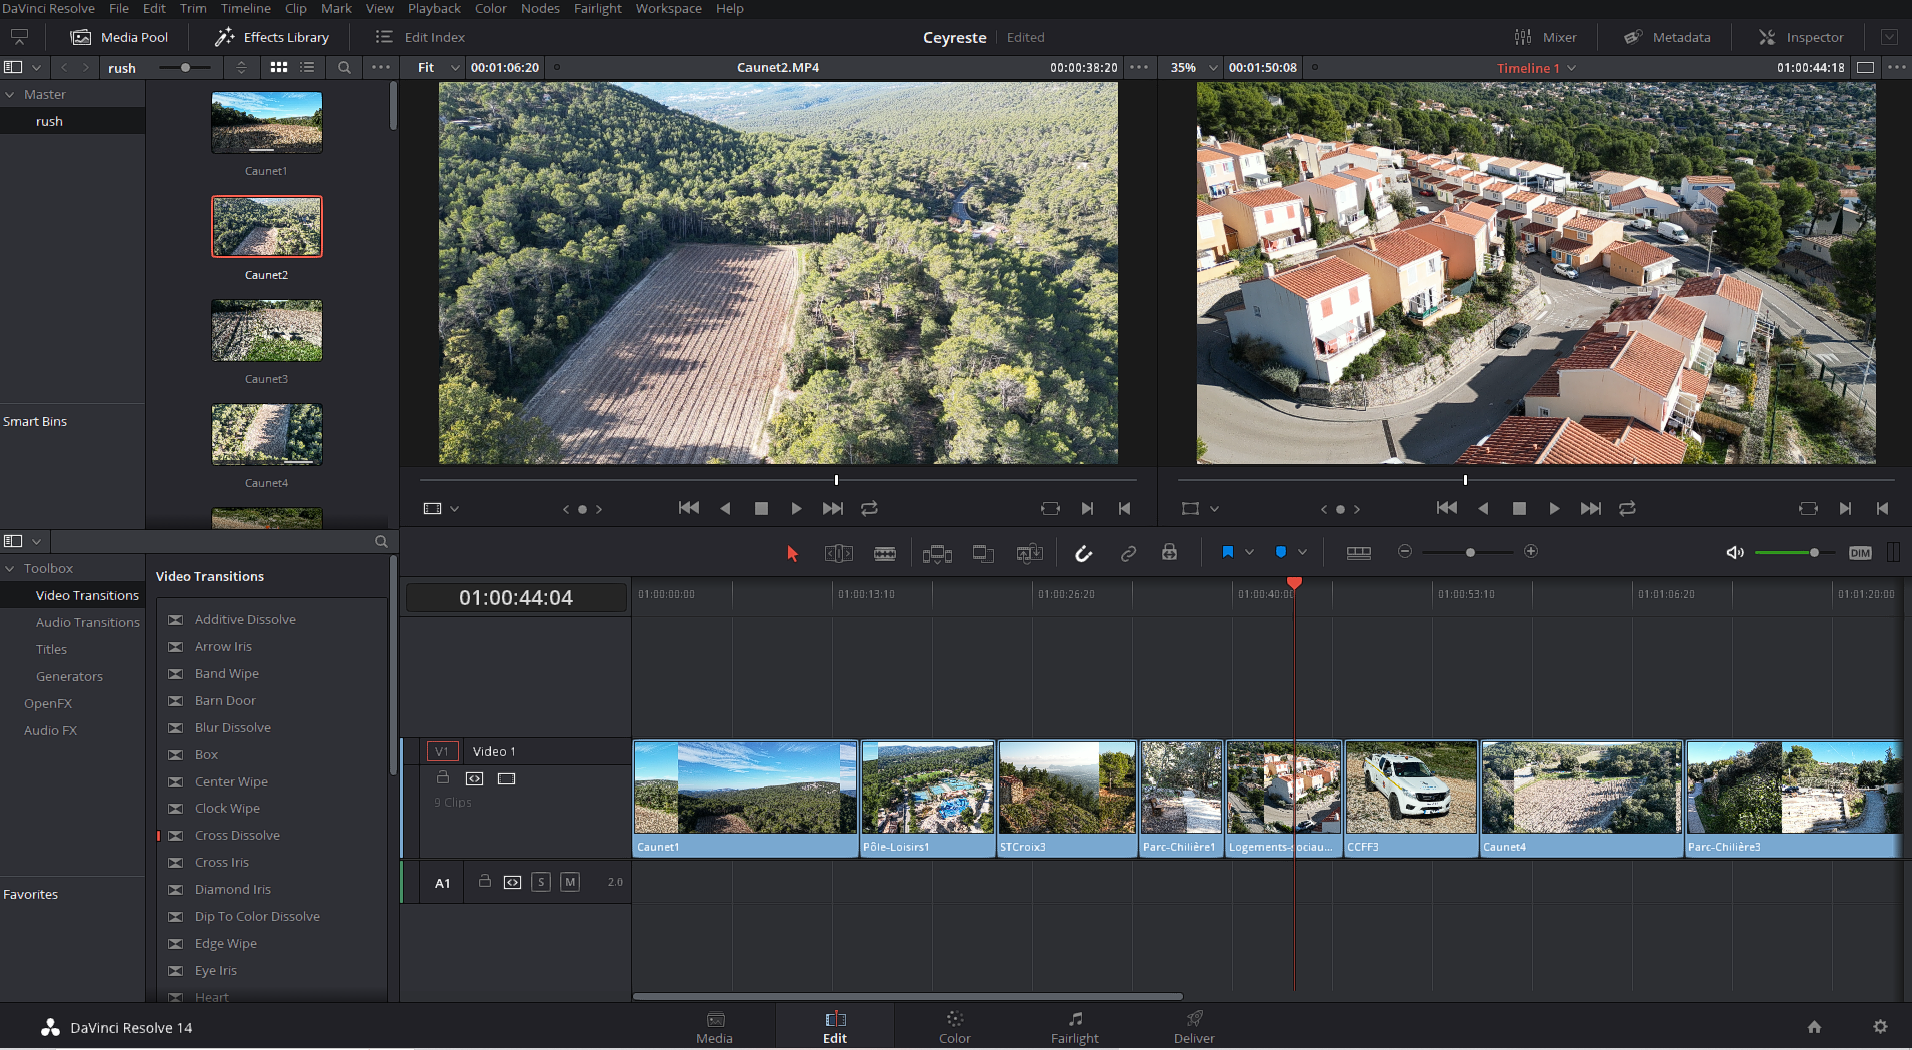 DaVinci Resolve File Edit Trim Timeline Clip Mark View Playback Color Nodes Fairlight Workspace Help
Media Pool Effects Library Edit Index Ceyreste Edited Mixer Metadata Inspector
rush Fit 00:01:06:20 Caunet2.MP4 00:00:38:20 35% 00:01:50:08 Timeline 1 01:00:44:18
Master
rush
Caunet1
Caunet2
Caunet3
Caunet4
Smart Bins
Toolbox
Video Transitions
Audio Transitions
Titles
Generators
OpenFX
Audio FX
Favorites
Video Transitions
Additive Dissolve
Arrow Iris
Band Wipe
Barn Door
Blur Dissolve
Box
Center Wipe
Clock Wipe
Cross Dissolve
Cross Iris
Diamond Iris
Dip To Color Dissolve
Edge Wipe
Eye Iris
Heart
DIM
01:00:44:04 01:00:00:00 01:00:13:10 01:00:26:20 01:00:40:00 01:00:53:10 01:01:06:20 01:01:20:00
V1 Video 1
9 Clips
Caunet1 Pôle-Loisirs1 STCroix3 Parc-Chilière1 Logements-sociau... CCFF3 Caunet4 Parc-Chilière3
A1 S M 2.0
DaVinci Resolve 14 Media Edit Color Fairlight Deliver